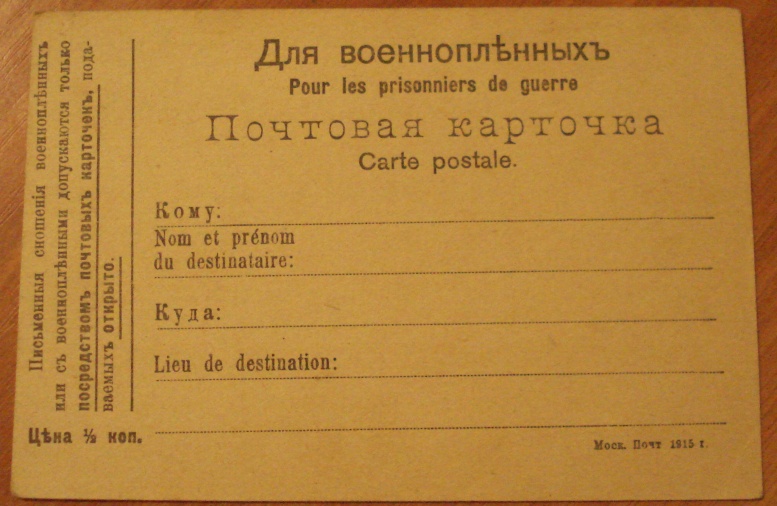 Для военноплѣнныхъ
Pour les prisonniers de guerre
Почтовая карточка
Carte postale.
Кому:
Nom et prénom
du destinataire:
Куда:
Lieu de destination:
Моск. Почт 1915 г.
Письменныя сношенія военноплѣнныхъ
или съ военноплѣнными допускаются только
посредствомъ почтовыхъ карточекъ, пода-
ваемыхъ открыто.
Цѣна ½ коп.